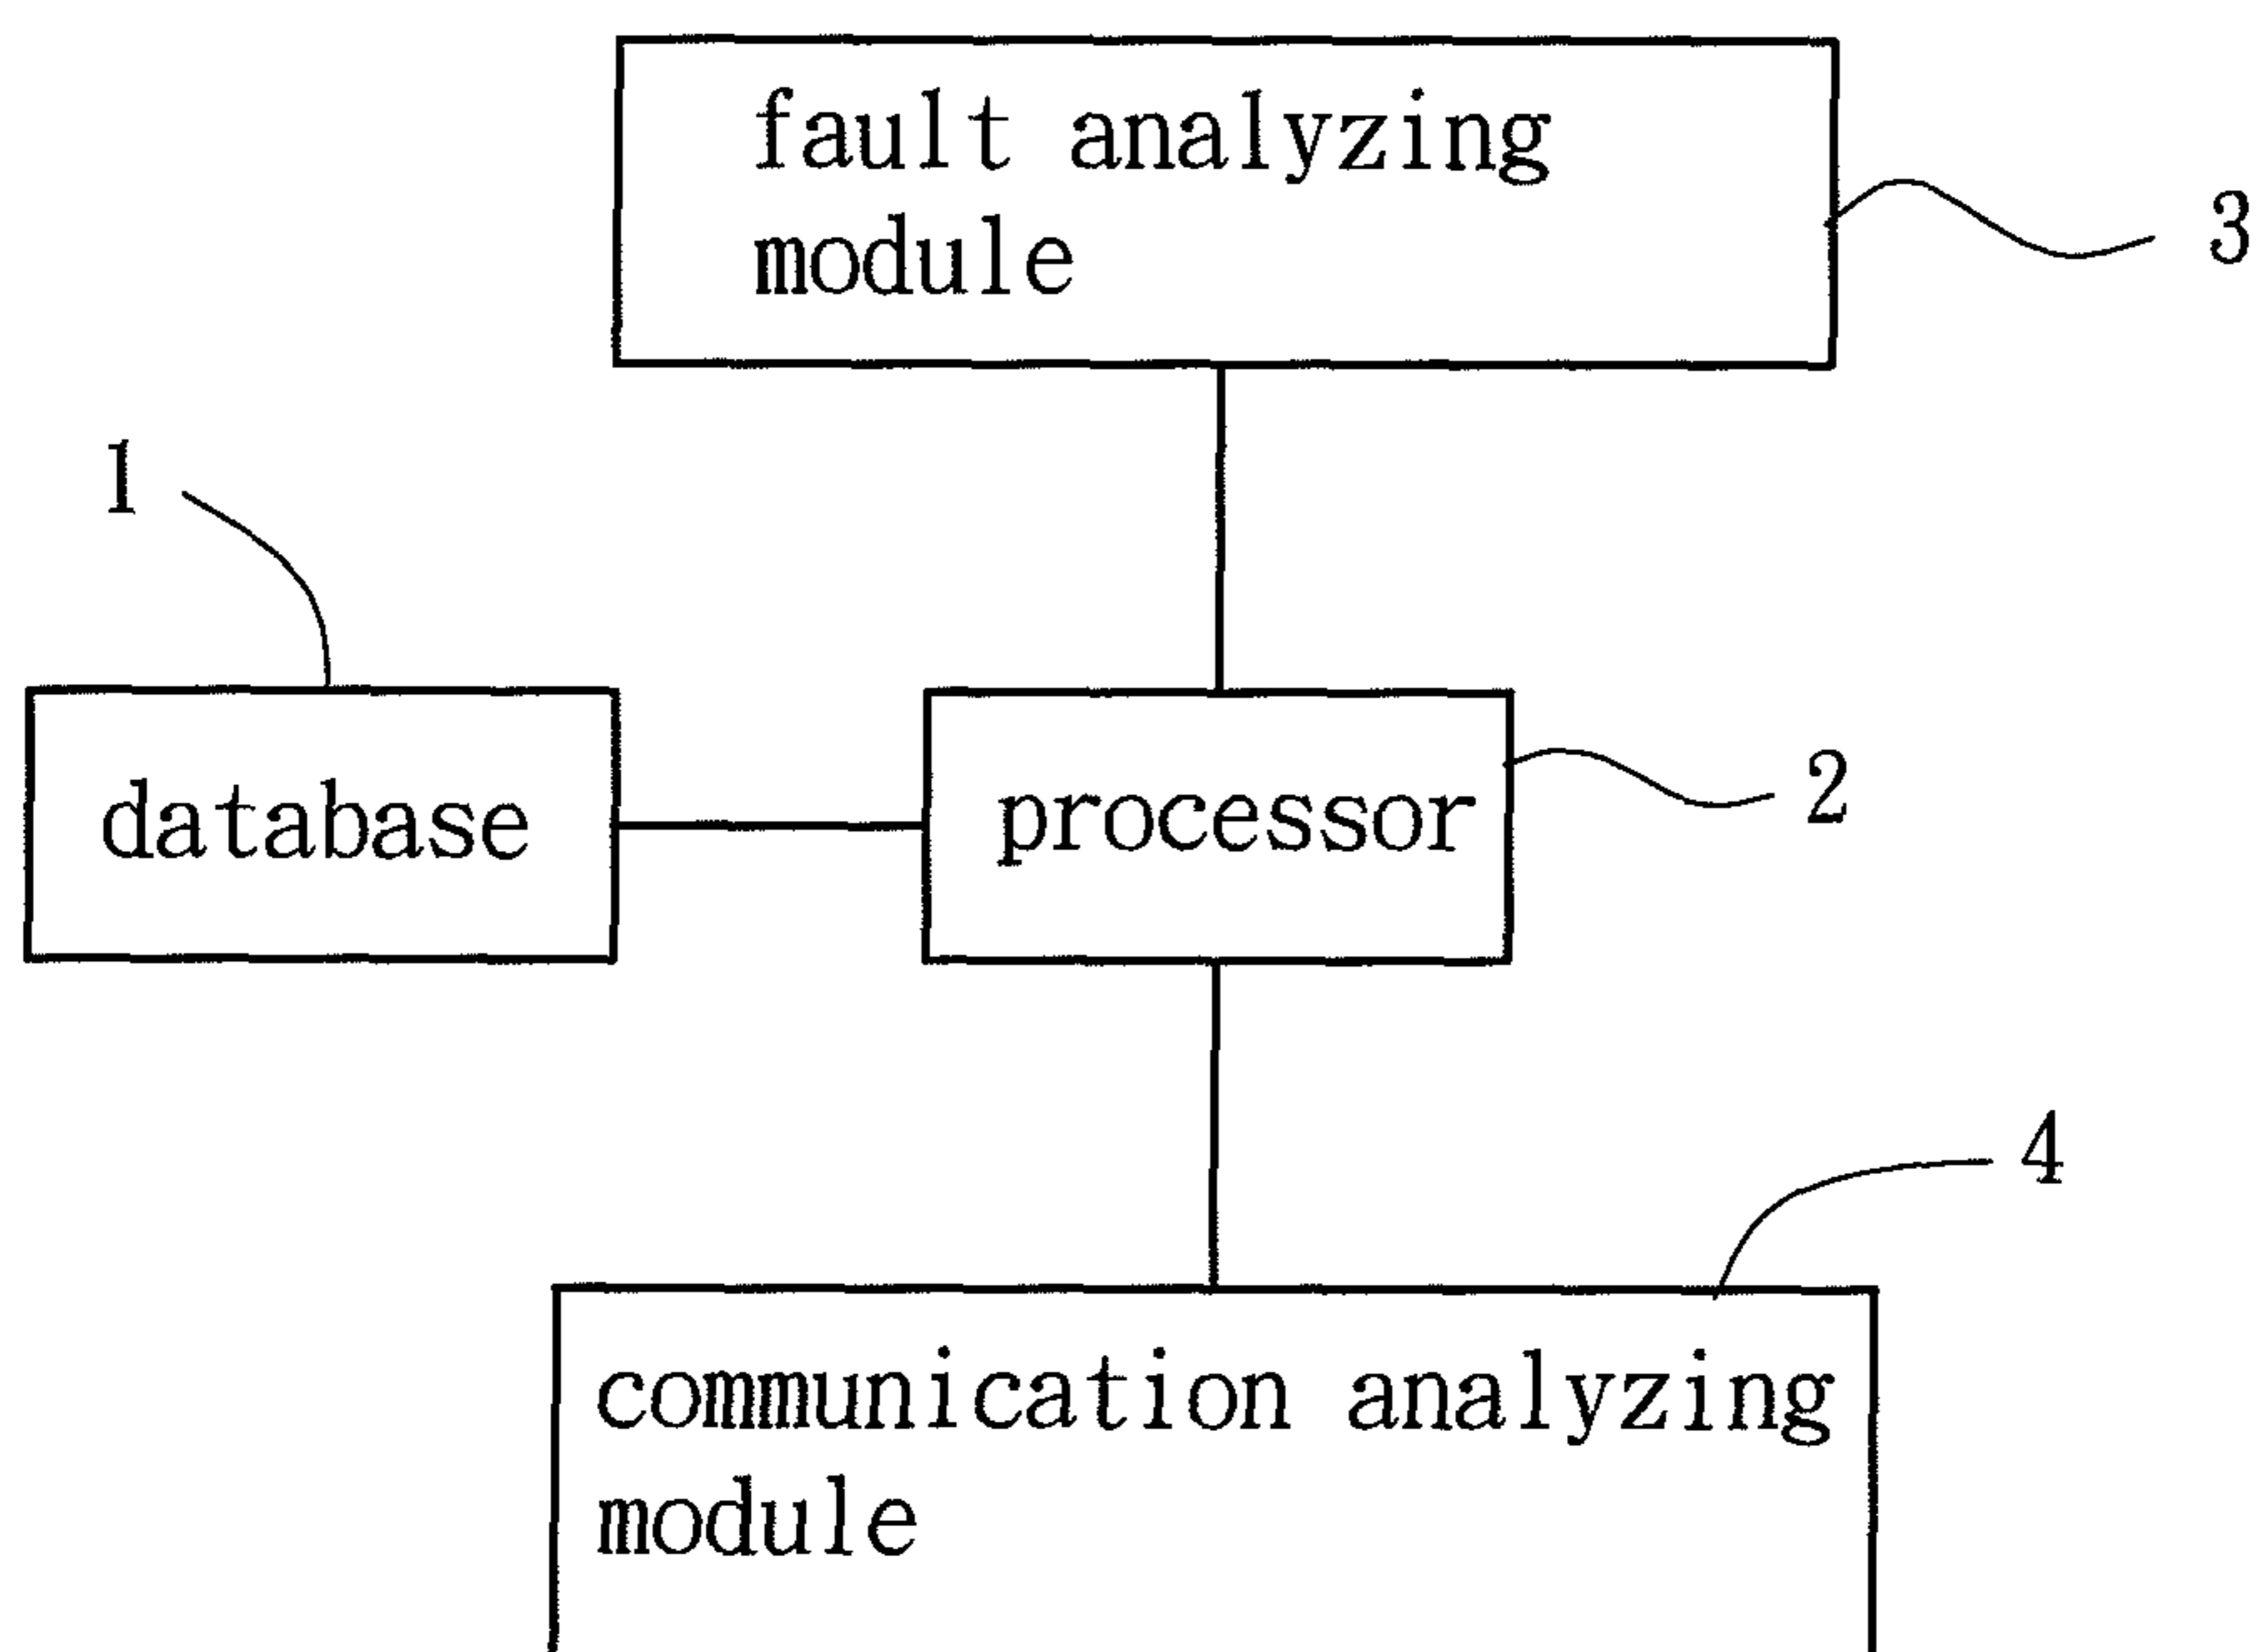 fault analyzing
module
3
1
database
processor
2
4
communication analyzing
module